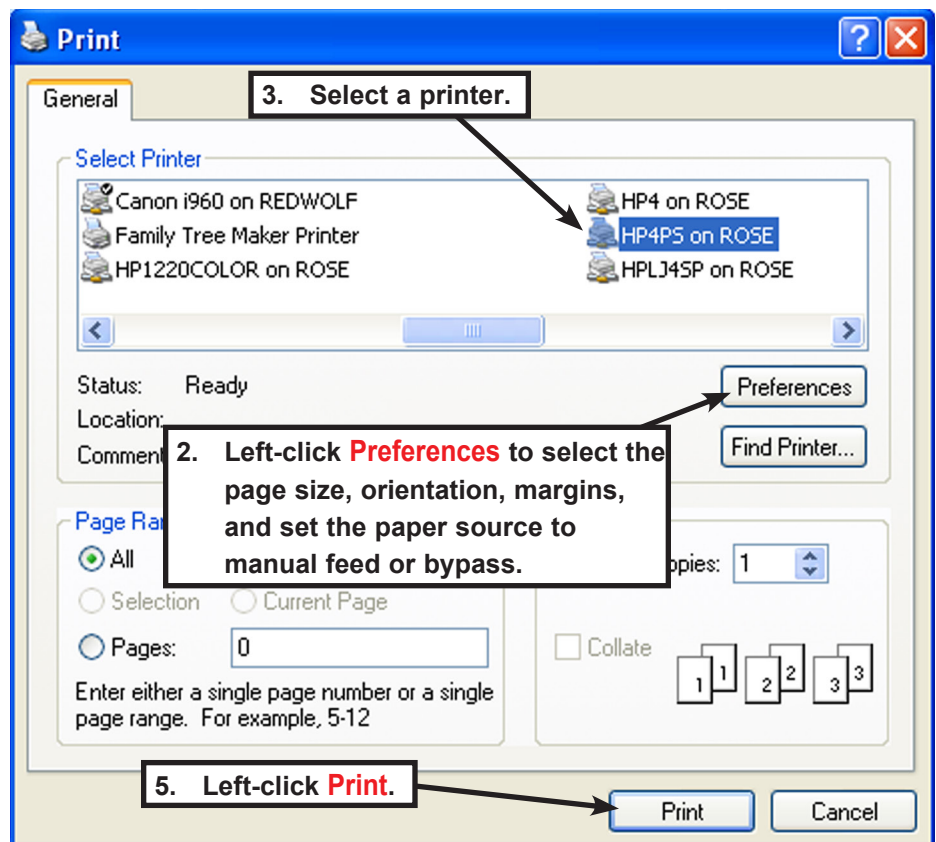 Print
General
3. Select a printer.
Select Printer
Canon i960 on REDWOLF
Family Tree Maker Printer
HP1220COLOR on ROSE
HP4 on ROSE
HP4PS on ROSE
HPLJ4SP on ROSE
Status: Ready
Location:
Comment
Preferences
Find Printer...
2. Left-click Preferences to select the
page size, orientation, margins,
and set the paper source to
manual feed or bypass.
Page Ra
All
Selection Current Page
Pages: 0
Enter either a single page number or a single
page range. For example, 5-12
opies: 1
Collate
1 1 2 2 3 3
5. Left-click Print.
Print Cancel